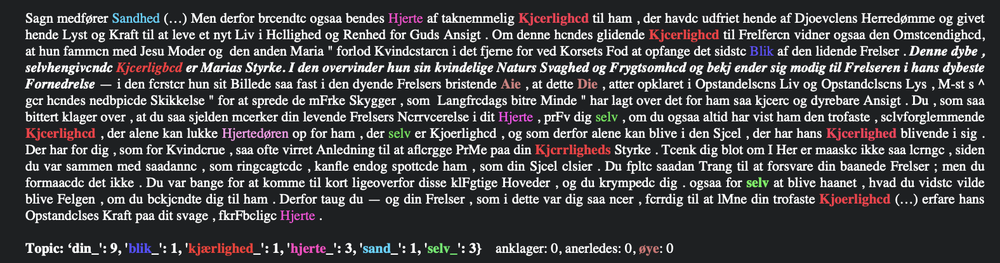 Sagn medfører Sandhed (…) Men derfor brcendtc ogsaa bendes Hjerte af taknemmelig Kjcerlighcd til ham , der havdc udfriet hende af Djoevclens Herredømme og givet
hende Lyst og Kraft til at leve et nyt Liv i Hcllighed og Renhed for Guds Ansigt . Om denne hcndes glidende Kjcerlighcd til Frelfercn vidner ogsaa den Omstcendighcd,
at hun fammcn med Jesu Moder og  den anden Maria " forlod Kvindcstarcn i det fjerne for ved Korsets Fod at opfange det sidstc Blik af den lidende Frelser . Denne dybe ,
selvhengivcndc Kjcerligbcd er Marias Styrke. I den overvinder hun sin kvindelige Naturs Svaghed og Frygtsomhcd og bekj ender sig modig til Frelseren i hans dybeste
Fornedrelse — i den fcrstcr hun sit Billede saa fast i den dyende Frelsers bristende Aie , at dette Die , atter opklaret i Opstandelscns Liv og Opstandclscns Lys , M-st s ^
gcr hcndes nedbpicde Skikkelse " for at sprede de mFrke Skygger , som  Langfrcdags bitre Minde " har lagt over det for ham saa kjcerc og dyrebare Ansigt . Du , som saa
bittert klager over , at du saa sjelden mcerker din levende Frelsers Ncrrvcerelse i dit Hjerte , prFv dig selv , om du ogsaa altid har vist ham den trofaste , sclvforglemmende
Kjcerlighcd , der alene kan lukke Hjertedøren op for ham , der selv er Kjoerlighcd , og som derfor alene kan blive i den Sjcel , der har hans Kjcerlighed blivende i sig .
Der har for dig , som for Kvindcrue , saa ofte virret Anledning til at aflcrgge PrMe paa din Kjcrrligheds Styrke . Tcenk dig blot om I Her er maaskc ikke saa lcrngc , siden
du var sammen med saadannc , som ringcagtcdc , kanfle endog spottcde ham , som din Sjcel clsier . Du fpltc saadan Trang til at forsvare din baanede Frelser ; men du
formaacdc det ikke . Du var bange for at komme til kort ligeoverfor disse klFgtige Hoveder , og du krympedc dig . ogsaa for selv at blive haanet , hvad du vidstc vilde
blive Felgen , om du bckjcndte dig til ham . Derfor taug du — og din Frelser , som i dette var dig saa ncer , fcrrdig til at lMne din trofaste Kjoerlighcd (…) erfare hans
Opstandclses Kraft paa dit svage , fkrFbcligc Hjerte .
Topic: ‘din_': 9, 'blik_': 1, 'kjærlighed_': 1, 'hjerte_': 3, 'sand_': 1, 'selv_': 3}    anklager: 0, anerledes: 0, øye: 0